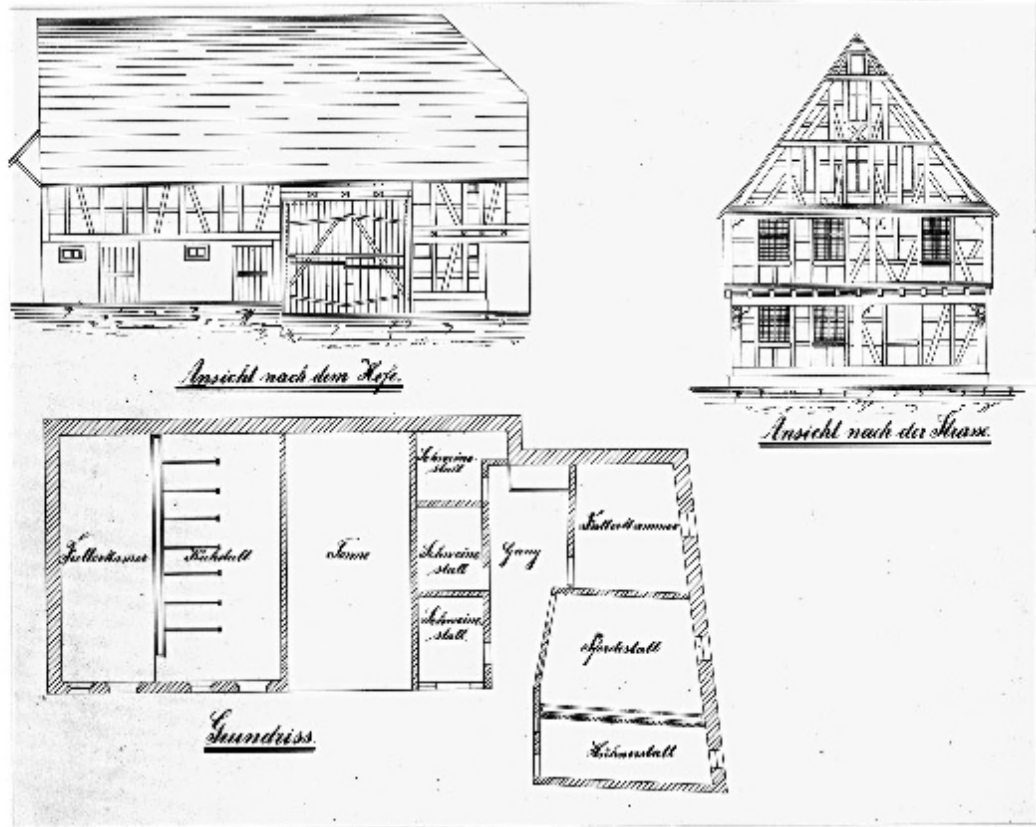 Ansicht nach dem Hofe.
Ansicht nach der Strasse.
Schweine-
stall
Futterkammer
Kuhstall
Tenne
Schweine
stall
Gang
Futterkammer
Schweine
stall.
Pferdestall
Grundriss.
Hühnerstall